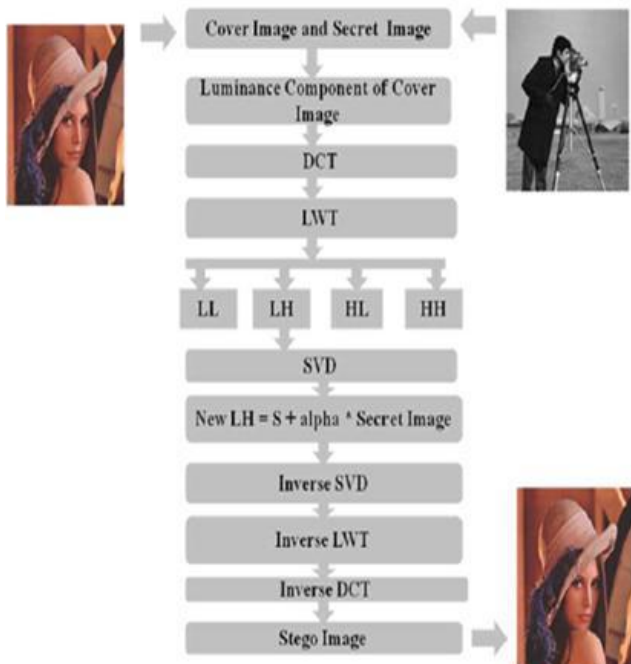 Cover Image and Secret Image
Luminance Component of Cover
Image
DCT
LWT
LL LH HL HH
SVD
New LH = S + alpha * Secret Image
Inverse SVD
Inverse LWT
Inverse DCT
Stego Image